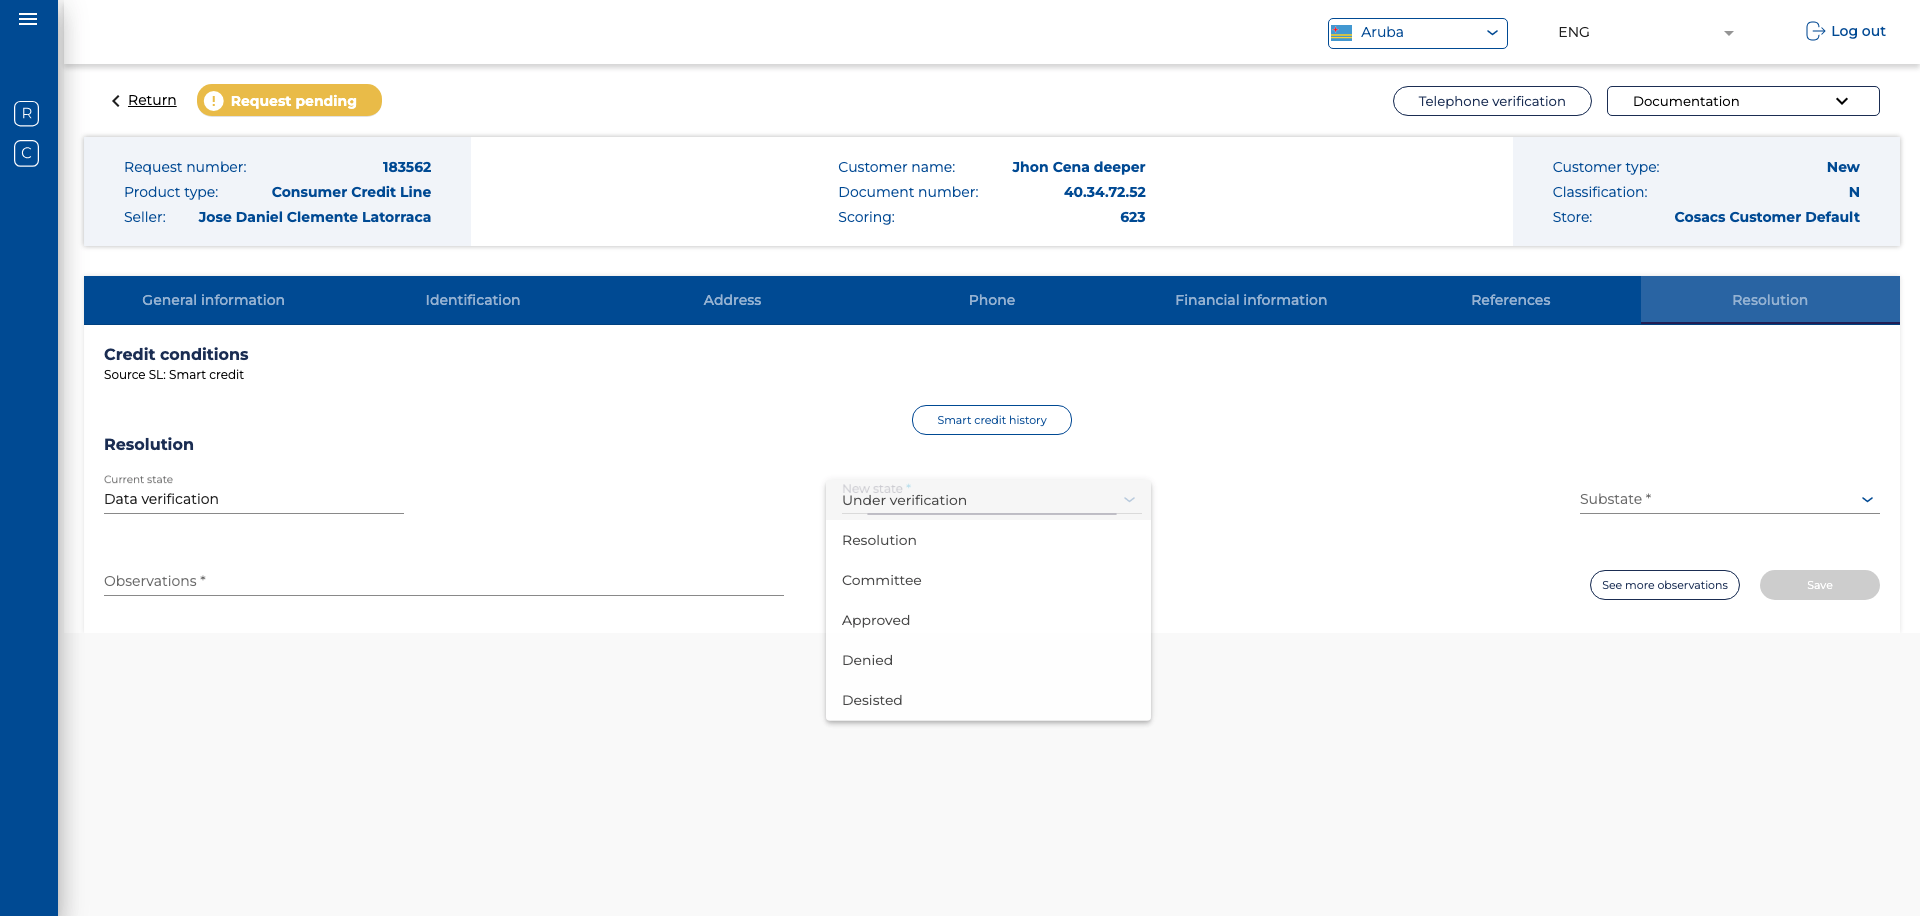 Aruba
ENG
Log out
R
C
Return
Request pending
Telephone verification
Documentation
Request number: 183562
Product type: Consumer Credit Line
Seller: Jose Daniel Clemente Latorraca
Customer name: Jhon Cena deeper
Document number: 40.34.72.52
Scoring: 623
Customer type: New
Classification: N
Store: Cosacs Customer Default
General information
Identification
Address
Phone
Financial information
References
Resolution
Credit conditions
Source SL: Smart credit
Smart credit history
Resolution
Current state
Data verification
New state *
Under verification
Resolution
Committee
Approved
Denied
Desisted
Substate *
Observations *
See more observations
Save